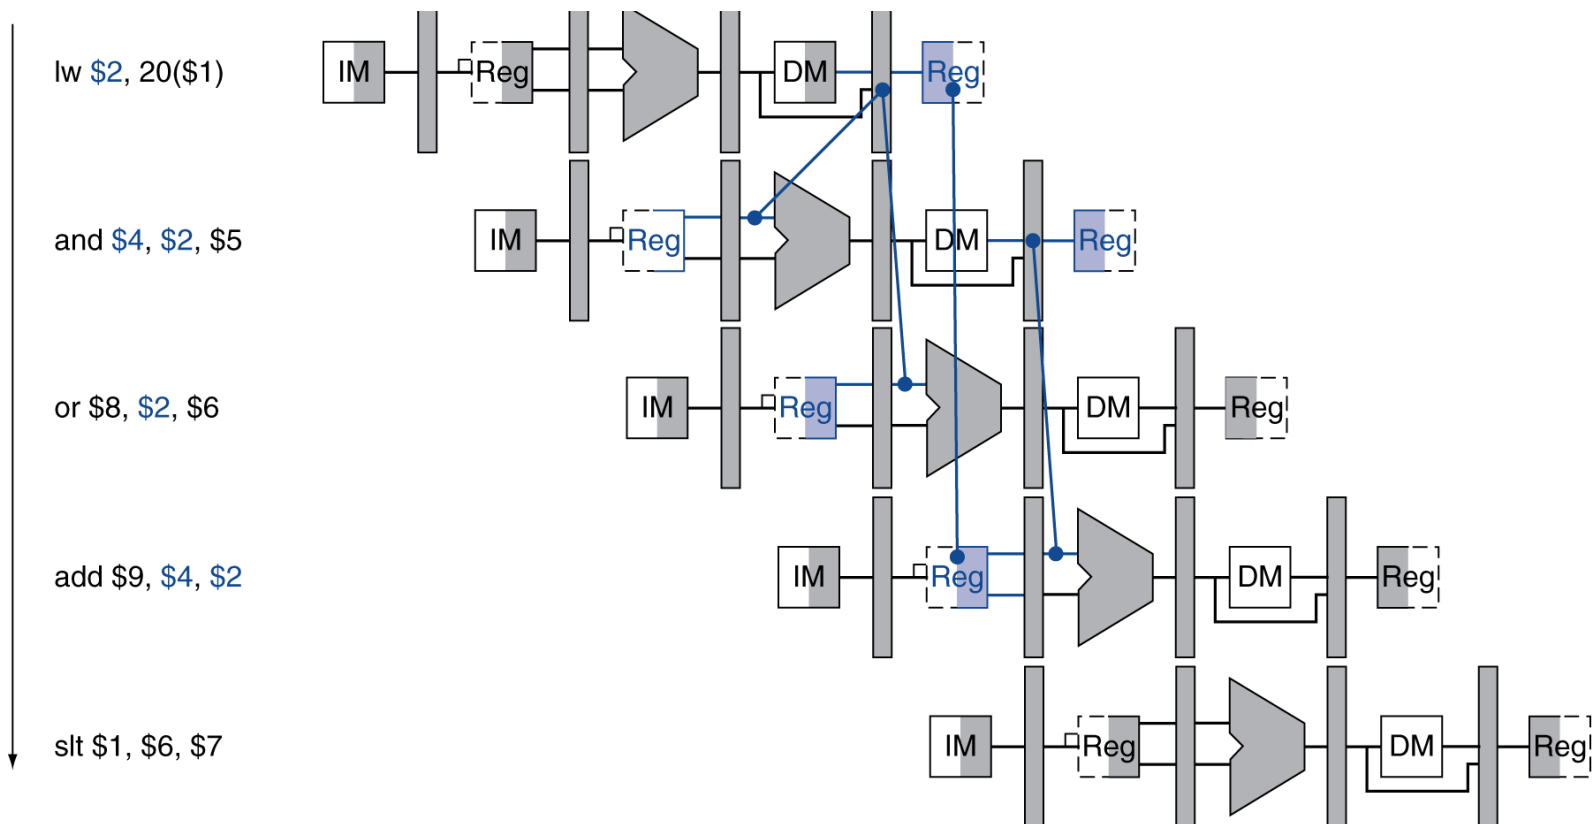 lw $2, 20($1) IM Reg DM Reg
and $4, $2, $5 IM Reg DM Reg
or $8, $2, $6 IM Reg DM Reg
add $9, $4, $2 IM Reg DM Reg
slt $1, $6, $7 IM Reg DM Reg